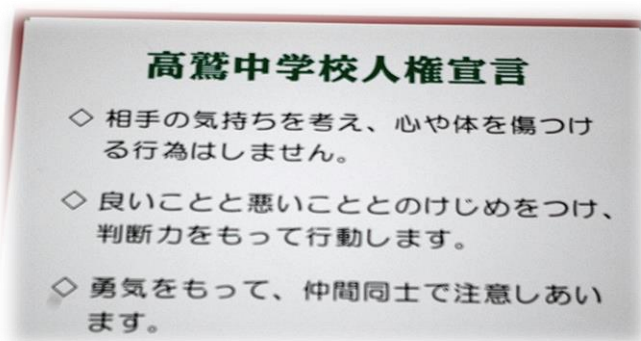 高鷲中学校人権宣言
◇ 相手の気持ちを考え、心や体を傷つけ
る行為はしません。
◇ 良いことと悪いこととのけじめをつけ、
判断力をもって行動します。
◇ 勇気をもって、仲間同士で注意しあい
ます。